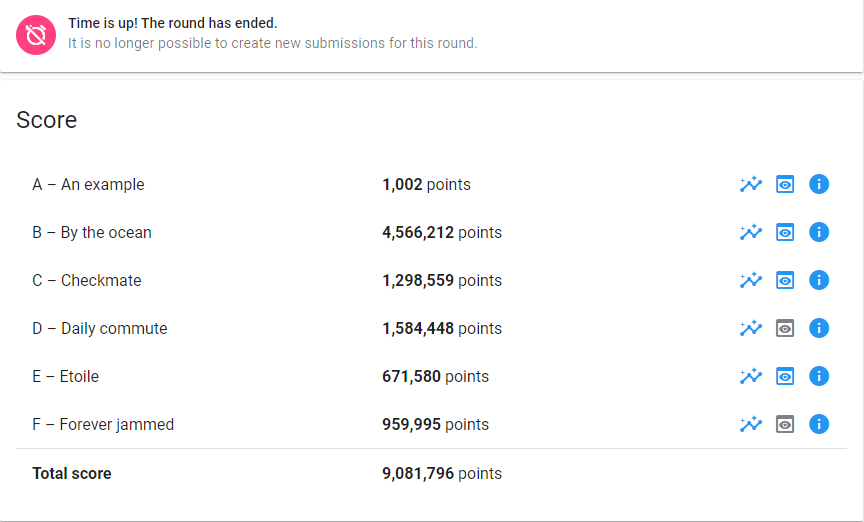 Time is up! The round has ended.
It is no longer possible to create new submissions for this round.
Score
A – An example 1,002 points
B – By the ocean 4,566,212 points
C – Checkmate 1,298,559 points
D – Daily commute 1,584,448 points
E – Etoile 671,580 points
F – Forever jammed 959,995 points
Total score 9,081,796 points